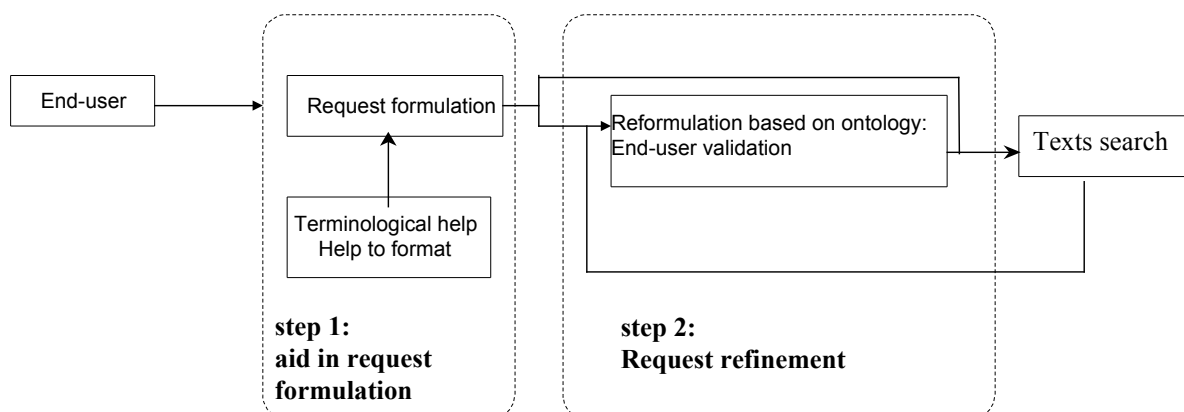 End-user
Request formulation
Terminological help
Help to format
step 1:
aid in request
formulation
Reformulation based on ontology:
End-user validation
step 2:
Request refinement
Texts search